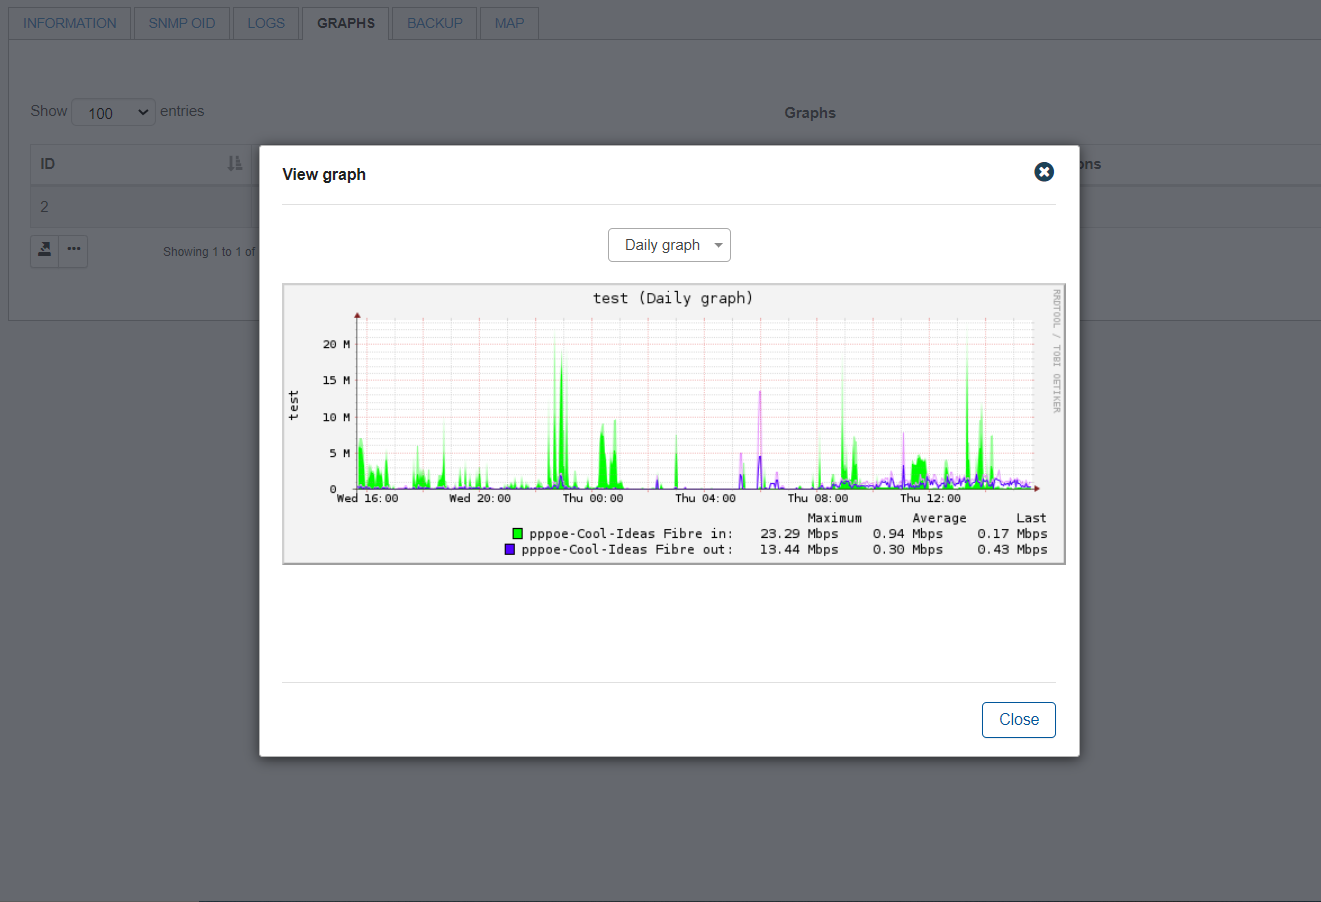 INFORMATION SNMP OID LOGS GRAPHS BACKUP MAP
Show 100 entries
Graphs
ID
ons
2
Showing 1 to 1 of
View graph
Daily graph
test (Daily graph)
RRDTOOL / TOBI OETIKER
test
20 M
15 M
10 M
5 M
0
Wed 16:00 Wed 20:00 Thu 00:00 Thu 04:00 Thu 08:00 Thu 12:00
Maximum Average Last
pppoe-Cool-Ideas Fibre in: 23.29 Mbps 0.94 Mbps 0.17 Mbps
pppoe-Cool-Ideas Fibre out: 13.44 Mbps 0.30 Mbps 0.43 Mbps
Close